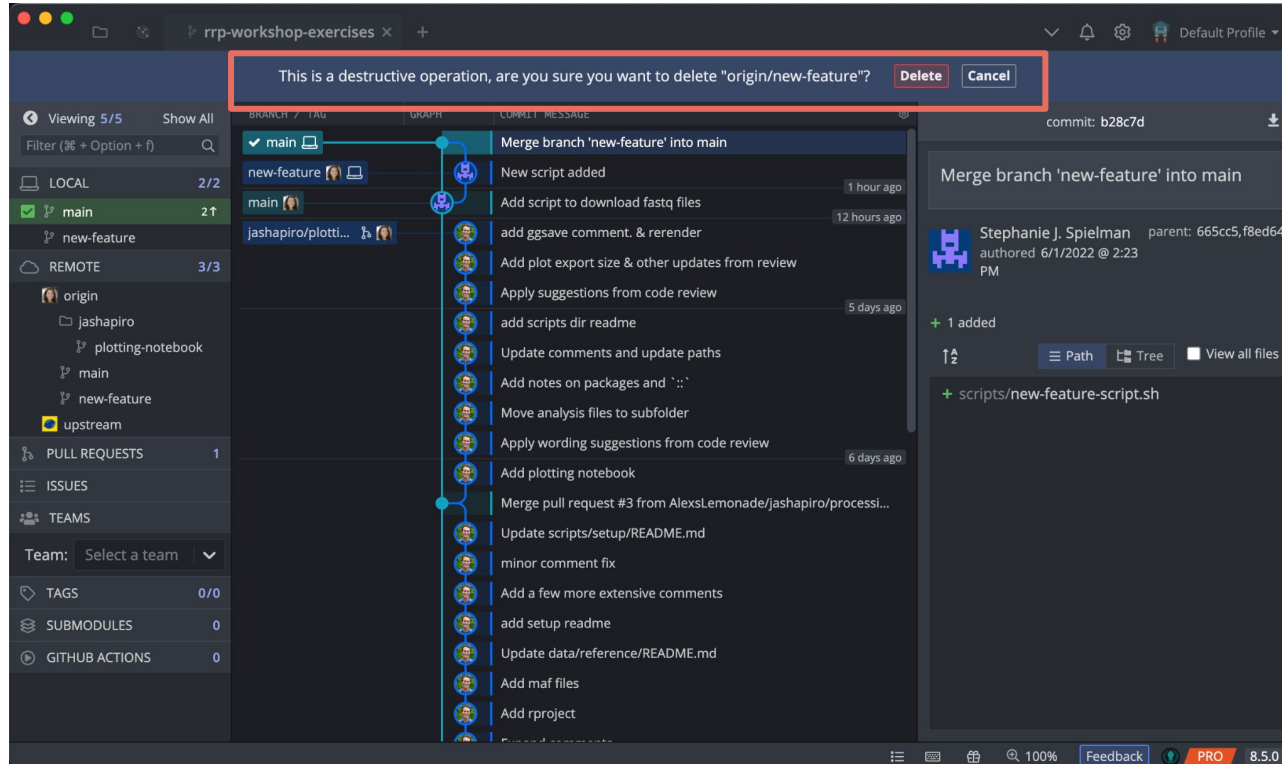 rrp-workshop-exercises × +
Default Profile
This is a destructive operation, are you sure you want to delete "origin/new-feature"? Delete Cancel
Viewing 5/5 Show All
Filter (⌘ + Option + f)
LOCAL 2/2
main 2↑
new-feature
REMOTE 3/3
origin
jashapiro
plotting-notebook
main
new-feature
upstream
PULL REQUESTS 1
ISSUES
TEAMS
Team: Select a team
TAGS 0/0
SUBMODULES 0
GITHUB ACTIONS 0
BRANCH / TAG GRAPH COMMIT MESSAGE
main Merge branch 'new-feature' into main
new-feature New script added
1 hour ago
main Add script to download fastq files
12 hours ago
jashapiro/plotti... add ggsave comment. & rerender
Add plot export size & other updates from review
Apply suggestions from code review
5 days ago
add scripts dir readme
Update comments and update paths
Add notes on packages and `::`
Move analysis files to subfolder
Apply wording suggestions from code review
6 days ago
Add plotting notebook
Merge pull request #3 from AlexsLemonade/jashapiro/processi...
Update scripts/setup/README.md
minor comment fix
Add a few more extensive comments
add setup readme
Update data/reference/README.md
Add maf files
Add rproject
commit: b28c7d
Merge branch 'new-feature' into main
Stephanie J. Spielman parent: 665cc5,f8ed64
authored 6/1/2022 @ 2:23
PM
+ 1 added
Path Tree View all files
+ scripts/new-feature-script.sh
100% Feedback PRO 8.5.0